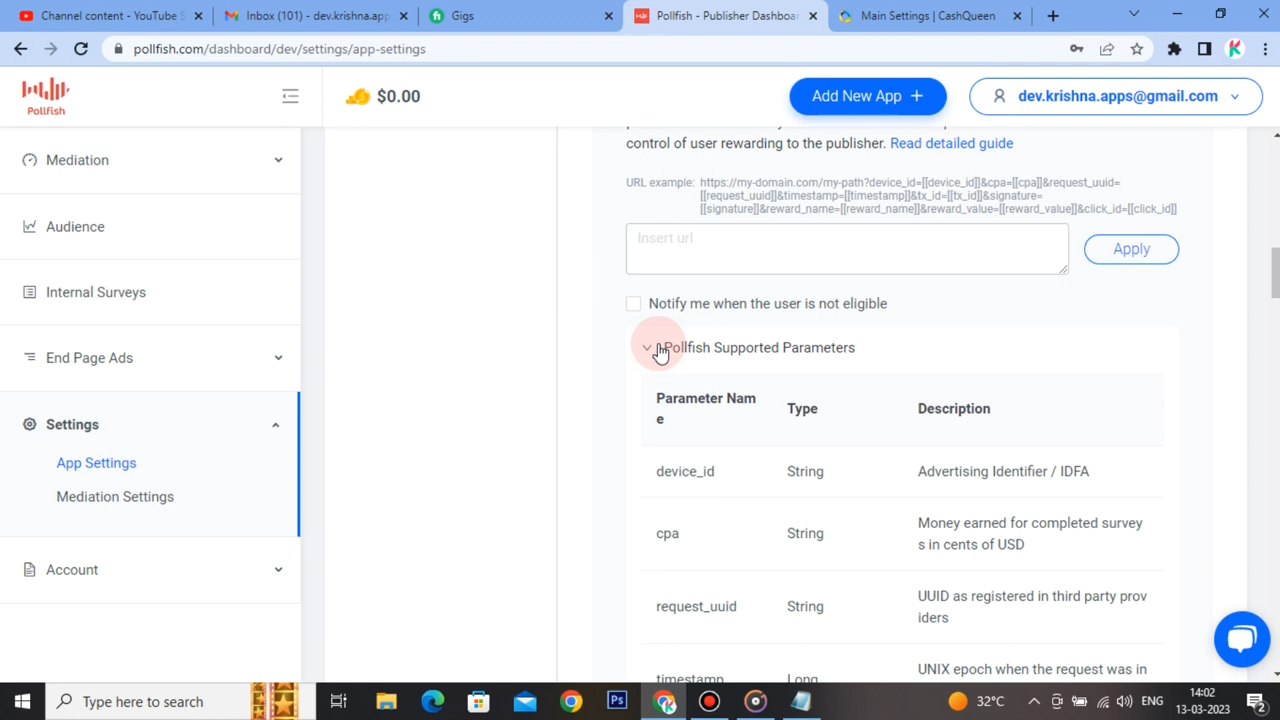 Channel content - YouTube S
Inbox (101) - dev.krishna.app
Gigs
Pollfish - Publisher Dashboa
Main Settings | CashQueen
pollfish.com/dashboard/dev/settings/app-settings
Pollfish
$0.00
Add New App +
dev.krishna.apps@gmail.com
Mediation
Audience
Internal Surveys
End Page Ads
Settings
App Settings
Mediation Settings
Account
control of user rewarding to the publisher. Read detailed guide
URL example: https://my-domain.com/my-path?device_id=[[device_id]]&cpa=[[cpa]]&request_uuid=
[[request_uuid]]&timestamp=[[timestamp]]&tx_id=[[tx_id]]&signature=
[[signature]]&reward_name=[[reward_name]]&reward_value=[[reward_value]]&click_id=[[click_id]]
Insert url
Apply
Notify me when the user is not eligible
Pollfish Supported Parameters
Parameter Nam
e
Type
Description
device_id
String
Advertising Identifier / IDFA
cpa
String
Money earned for completed survey
s in cents of USD
request_uuid
String
UUID as registered in third party prov
iders
timestamp
Long
UNIX epoch when the request was in
Type here to search
Ps
32°C
ENG
14:02
13-03-2023
2